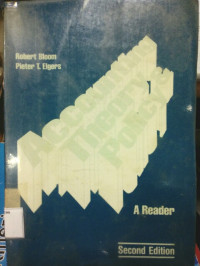 Robert Bloom
Pieter T. Elgers
Accounting
Theory &
Policy
A Reader
Second Edition